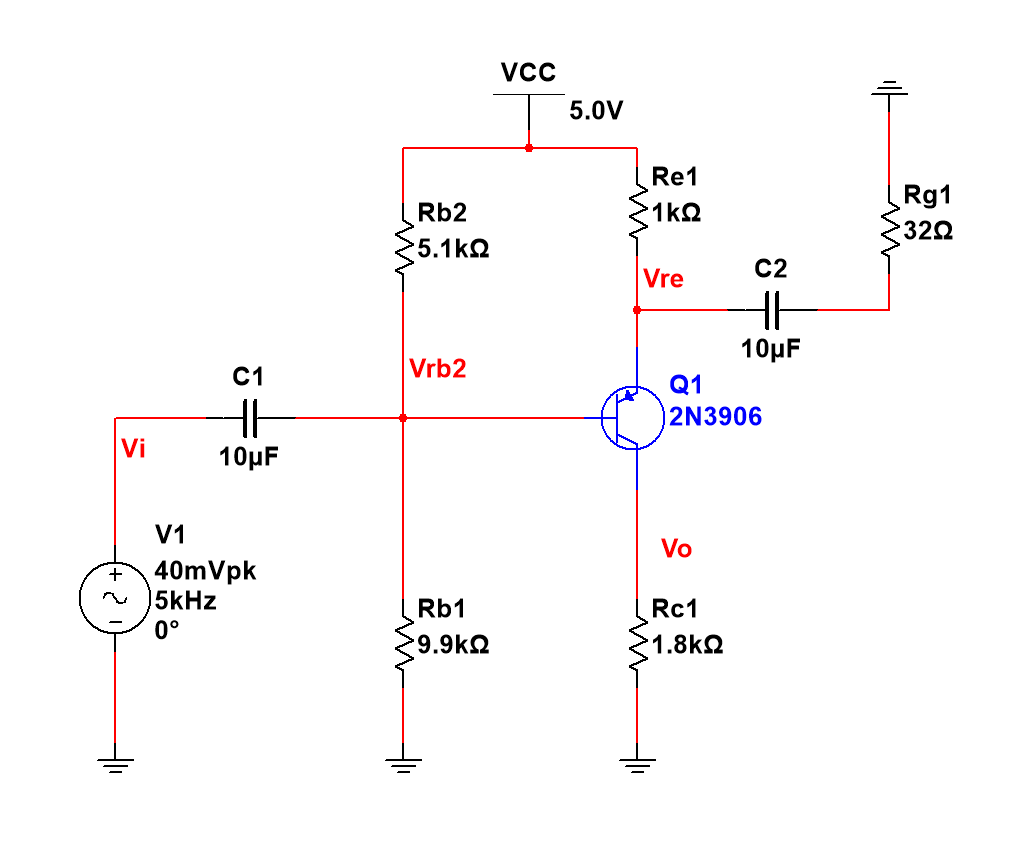 VCC
5.0V
Re1
1kΩ
Rg1
32Ω
Rb2
5.1kΩ
Vre
C2
10µF
Vrb2
C1
10µF
Q1
2N3906
Vi
V1
40mVpk
5kHz
0°
Vo
Rb1
9.9kΩ
Rc1
1.8kΩ